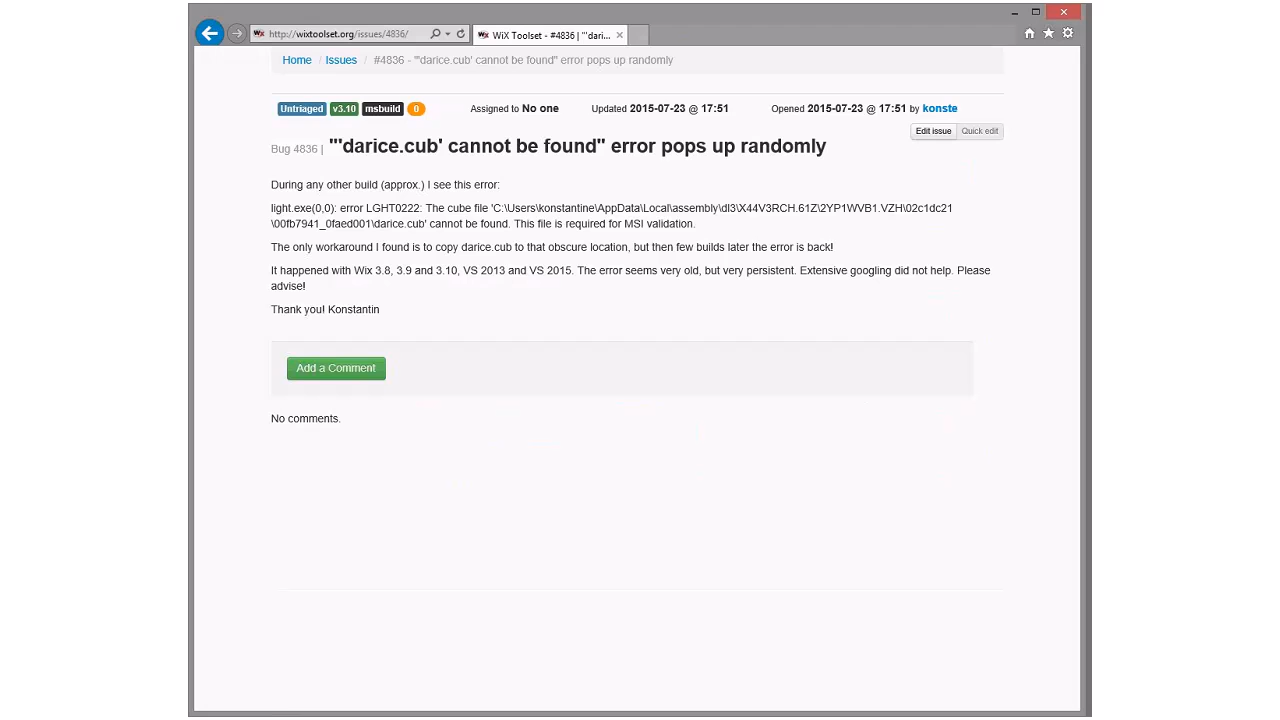 http://wixtoolset.org/issues/4836/
WiX Toolset - #4836 | "'dari...
Home / Issues / #4836 - "'darice.cub' cannot be found" error pops up randomly
Untriaged v3.10 msbuild 0 Assigned to No one Updated 2015-07-23 @ 17:51 Opened 2015-07-23 @ 17:51 by konste
Edit issue Quick edit
Bug 4836 | "'darice.cub' cannot be found" error pops up randomly
During any other build (approx.) I see this error:
light.exe(0,0): error LGHT0222: The cube file 'C:\Users\konstantine\AppData\Local\assembly\dl3\X44V3RCH.61Z\2YP1WVB1.VZH\02c1dc21
\00fb7941_0faed001\darice.cub' cannot be found. This file is required for MSI validation.
The only workaround I found is to copy darice.cub to that obscure location, but then few builds later the error is back!
It happened with Wix 3.8, 3.9 and 3.10, VS 2013 and VS 2015. The error seems very old, but very persistent. Extensive googling did not help. Please
advise!
Thank you! Konstantin
Add a Comment
No comments.